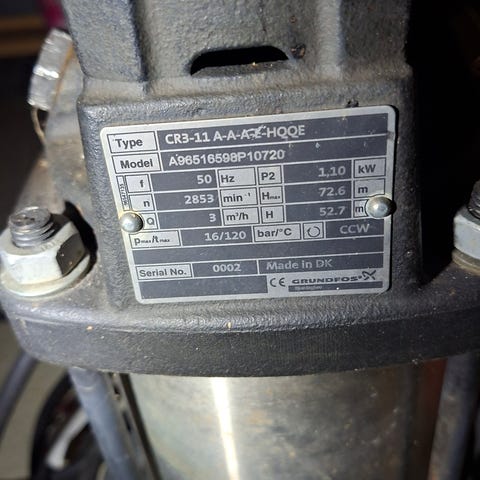 Type CR3-11 A-A-A-E-HQQE
Model A96516598P10720
f 50 Hz P2 1,10 kW
n 2853 min⁻¹ Hmax 72.6 m
Q 3 m³/h H 52.7 m
pmax/tmax 16/120 bar/°C CCW
Serial No. 0002 Made in DK
CE GRUNDFOS